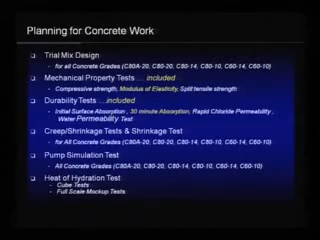 Planning for Concrete Work
Trial Mix Design
- for all Concrete Grades (C80A-20, C80-20, C80-14, C80-10, C60-14, C60-10)
Mechanical Property Tests .... included
- Compressive strength, Modulus of Elasticity, Split tensile strength
Durability Tests ....included
- Initial Surface Absorption , 30 minute Absorption, Rapid Chloride Permeability ,
Water Permeability Test
Creep/Shrinkage Tests & Shrinkage Test
- for All Concrete Grades (C80A-20, C80-20, C80-14, C80-10, C60-14, C60-10)
Pump Simulation Test
- All Concrete Grades (C80A-20, C80-20, C80-14, C80-10, C60-14, C60-10)
Heat of Hydration Test
- Cube Tests
- Full Scale Mockup Tests